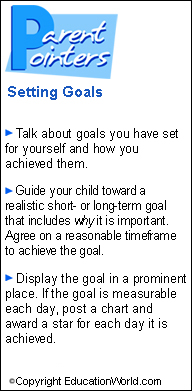 Parent
Pointers
Setting Goals
► Talk about goals you have set
for yourself and how you
achieved them.
► Guide your child toward a
realistic short- or long-term goal
that includes why it is important.
Agree on a reasonable timeframe
to achieve the goal.
► Display the goal in a prominent
place. If the goal is measurable
each day, post a chart and
award a star for each day it is
achieved.
©Copyright EducationWorld.com